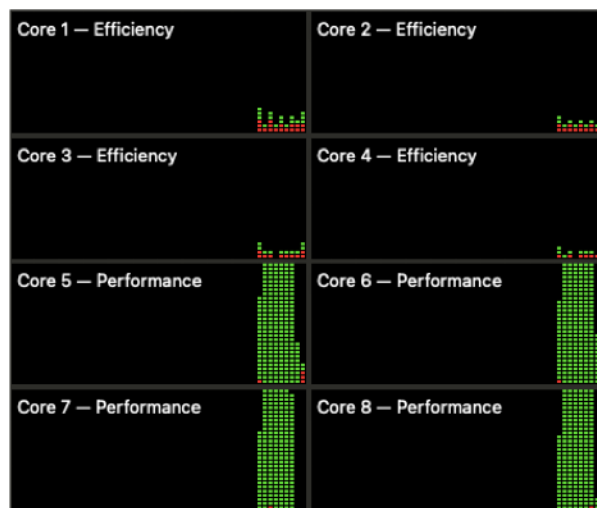 Core 1 — Efficiency
Core 2 — Efficiency
Core 3 — Efficiency
Core 4 — Efficiency
Core 5 — Performance
Core 6 — Performance
Core 7 — Performance
Core 8 — Performance